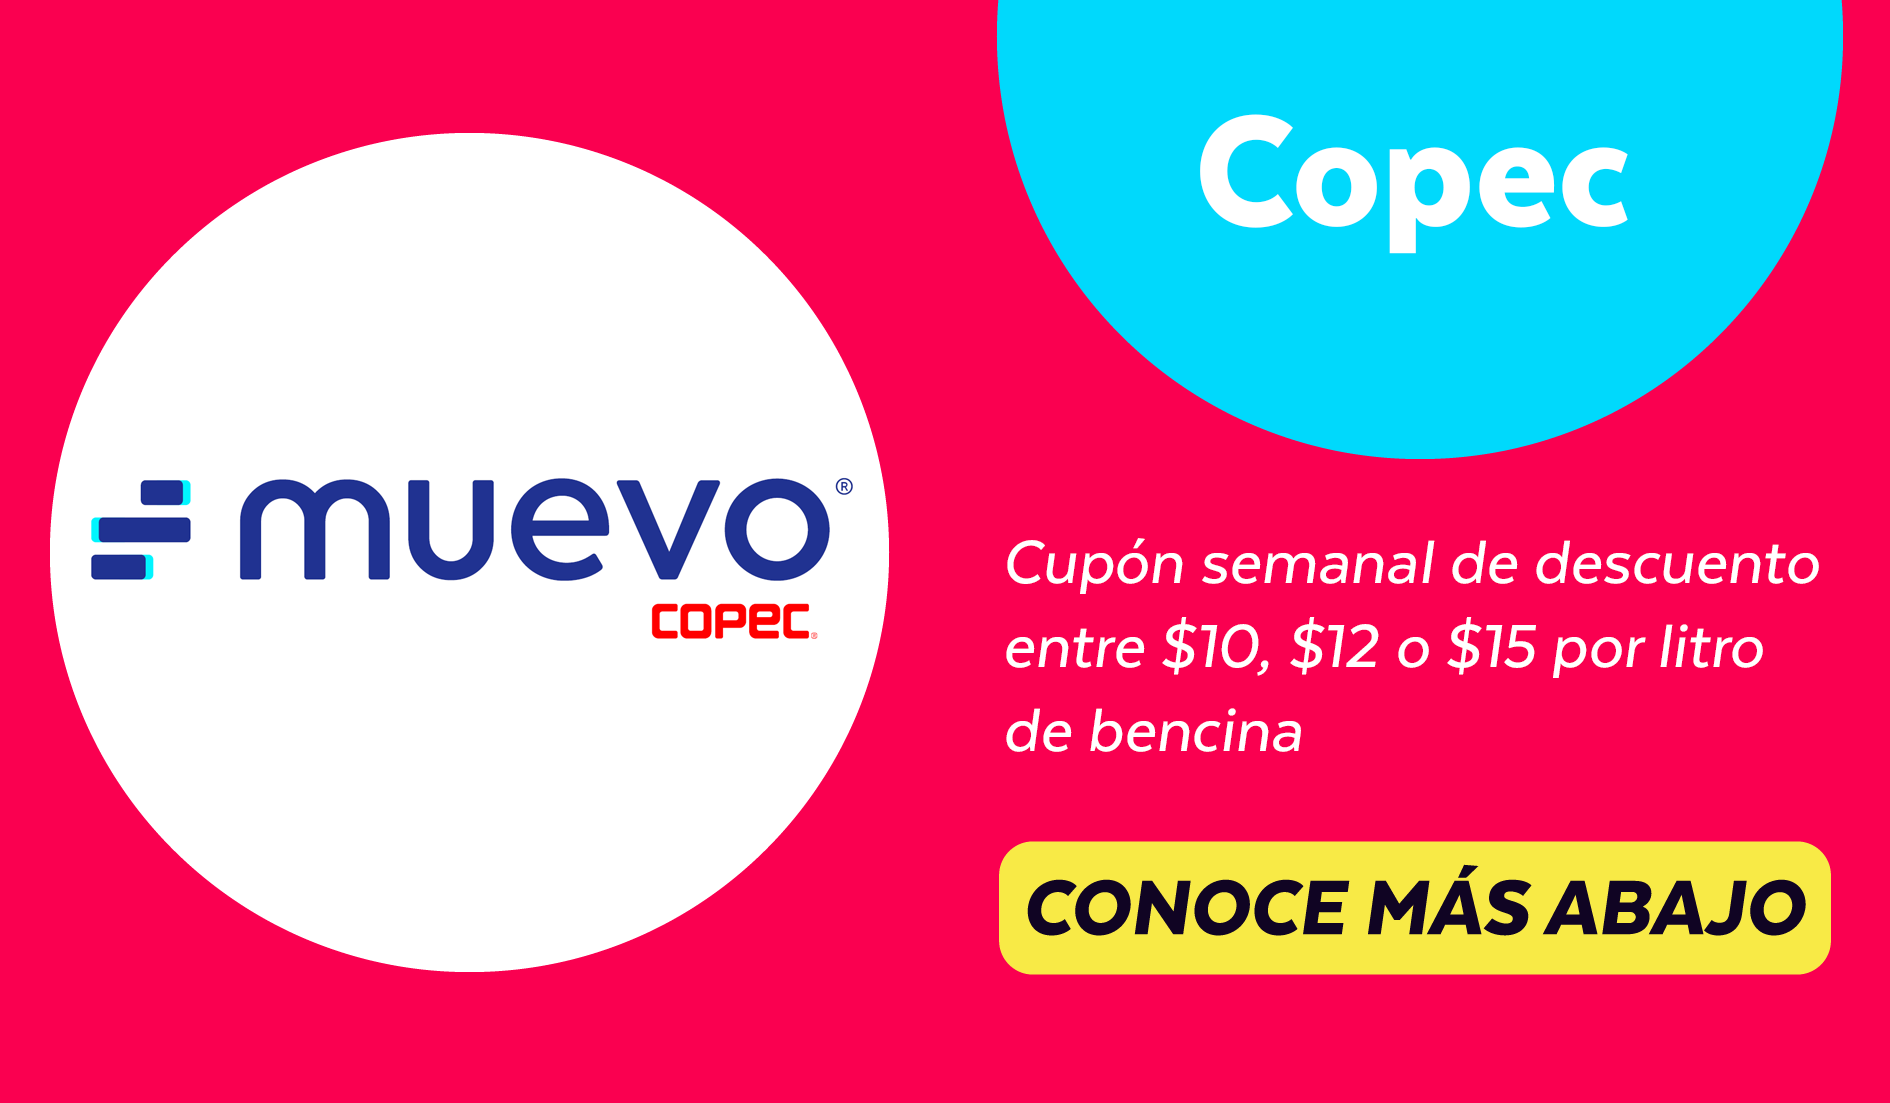 muevo®
COPEC®
Copec
Cupón semanal de descuento
entre $10, $12 o $15 por litro
de bencina
CONOCE MÁS ABAJO